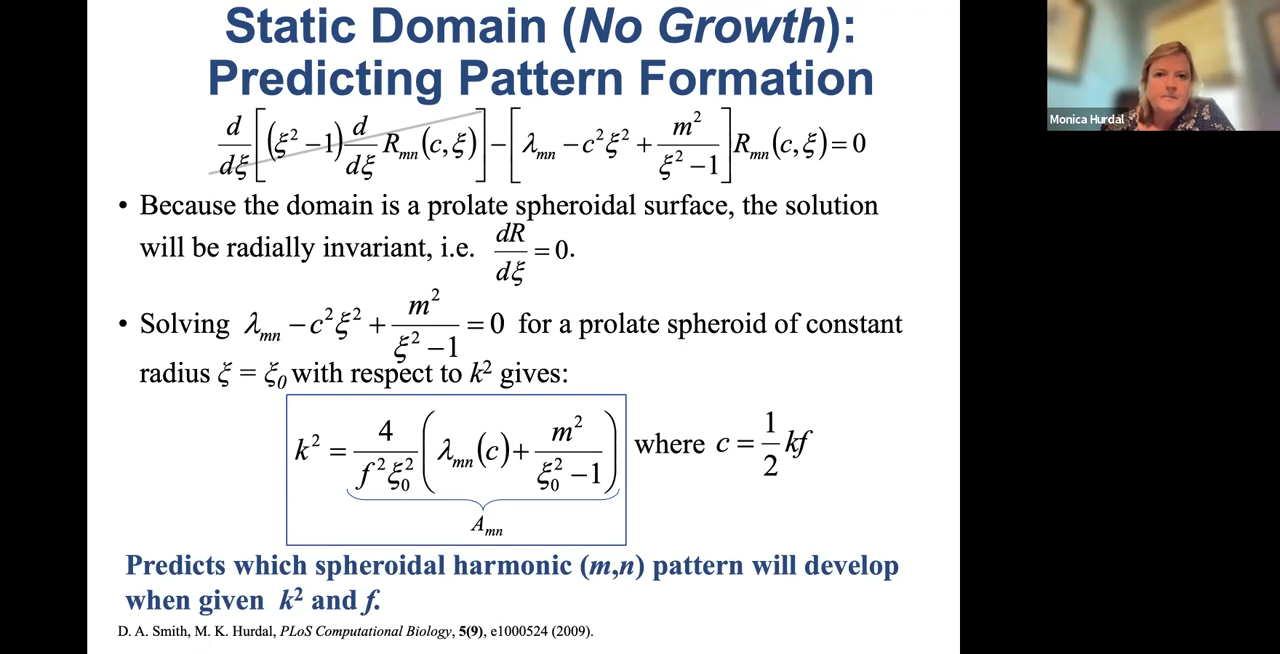 Static Domain (No Growth):
Predicting Pattern Formation
d/dξ [(ξ² – 1) d/dξ R_mn (c, ξ)] – [λ_mn – c²ξ² + m²/(ξ² – 1)] R_mn (c, ξ) = 0
• Because the domain is a prolate spheroidal surface, the solution
will be radially invariant, i.e. dR/dξ = 0.
• Solving λ_mn – c²ξ² + m²/(ξ² – 1) = 0 for a prolate spheroid of constant
radius ξ = ξ₀ with respect to k² gives:
k² = 4/(f²ξ₀²) (λ_mn (c) + m²/(ξ₀² – 1)) where c = 1/2 kf
A_mn
Predicts which spheroidal harmonic (m,n) pattern will develop
when given k² and f.
D. A. Smith, M. K. Hurdal, PLoS Computational Biology, 5(9), e1000524 (2009).
Monica Hurdal